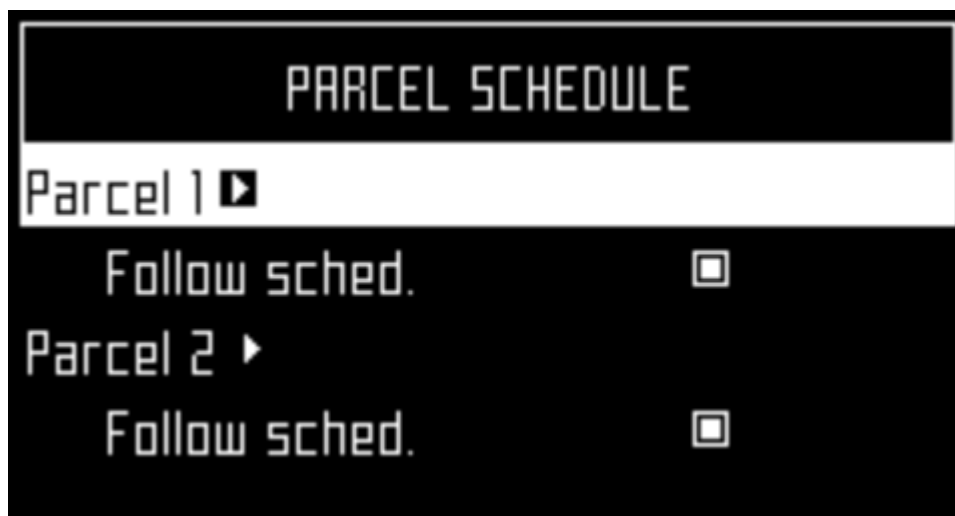 PARCEL SCHEDULE
Parcel 1
Follow sched.
Parcel 2
Follow sched.